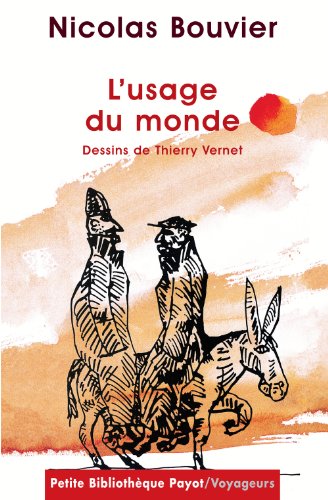 Nicolas Bouvier
L'usage
du monde
Dessins de Thierry Vernet
Petite Bibliothèque Payot/Voyageurs